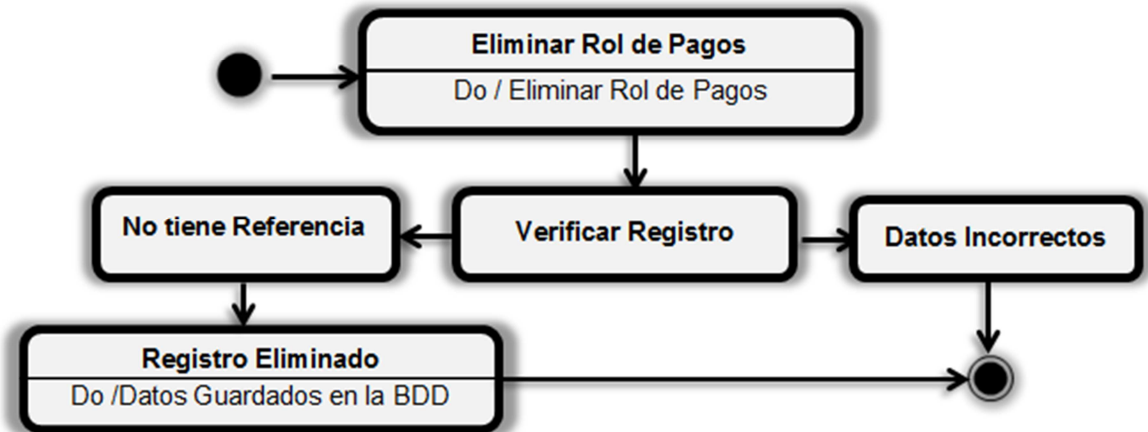 Eliminar Rol de Pagos
Do / Eliminar Rol de Pagos
No tiene Referencia
Verificar Registro
Datos Incorrectos
Registro Eliminado
Do /Datos Guardados en la BDD